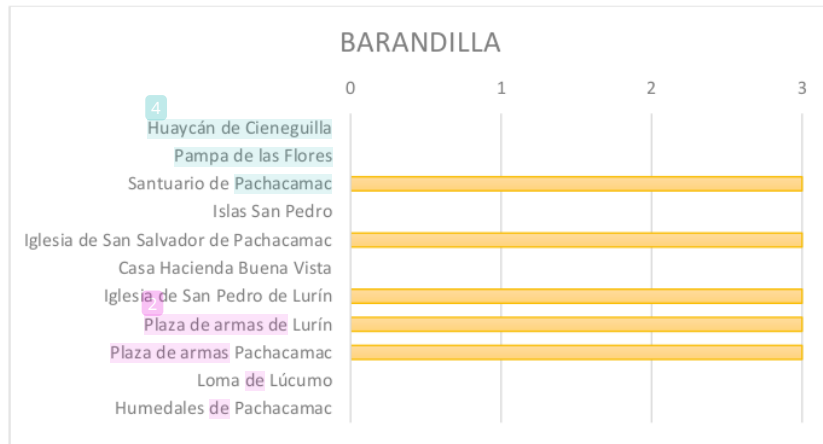 BARANDILLA
0 1 2 3
4
Huaycán de Cieneguilla
Pampa de las Flores
Santuario de Pachacamac
Islas San Pedro
Iglesia de San Salvador de Pachacamac
Casa Hacienda Buena Vista
Iglesia de San Pedro de Lurín
2
Plaza de armas de Lurín
Plaza de armas Pachacamac
Loma de Lúcumo
Humedales de Pachacamac